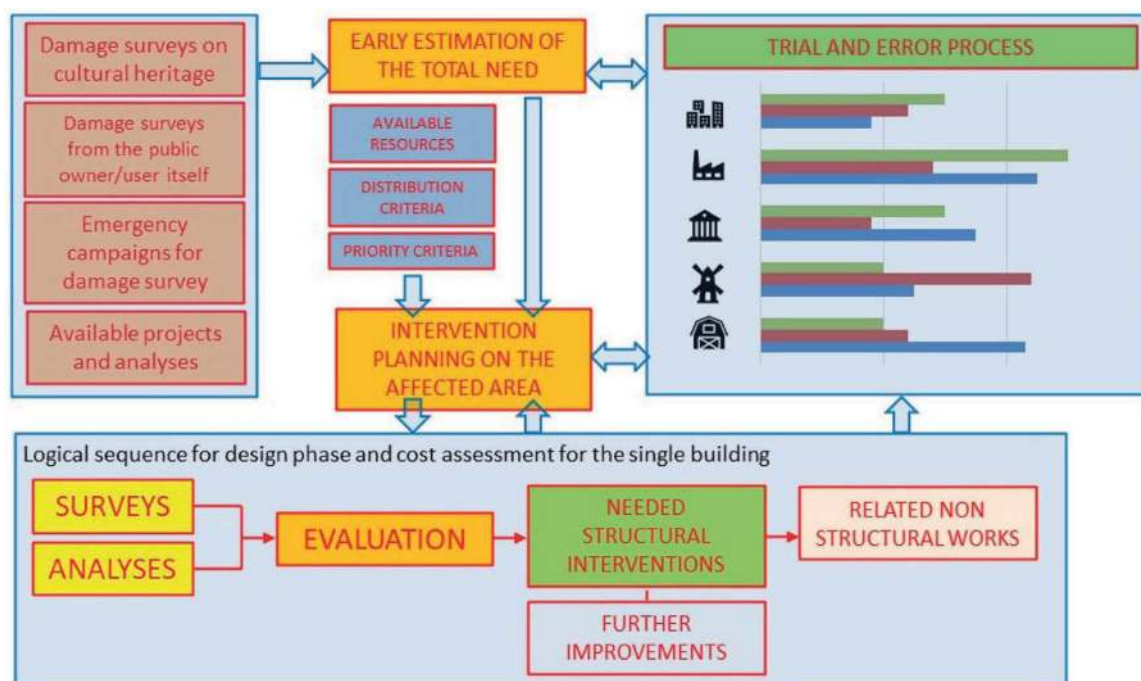 Damage surveys on
cultural heritage
Damage surveys
from the public
owner/user itself
Emergency
campaigns for
damage survey
Available projects
and analyses
EARLY ESTIMATION OF
THE TOTAL NEED
AVAILABLE
RESOURCES
DISTRIBUTION
CRITERIA
PRIORITY CRITERIA
INTERVENTION
PLANNING ON THE
AFFECTED AREA
TRIAL AND ERROR PROCESS
Logical sequence for design phase and cost assessment for the single building
SURVEYS
ANALYSES
EVALUATION
NEEDED
STRUCTURAL
INTERVENTIONS
FURTHER
IMPROVEMENTS
RELATED NON
STRUCTURAL WORKS